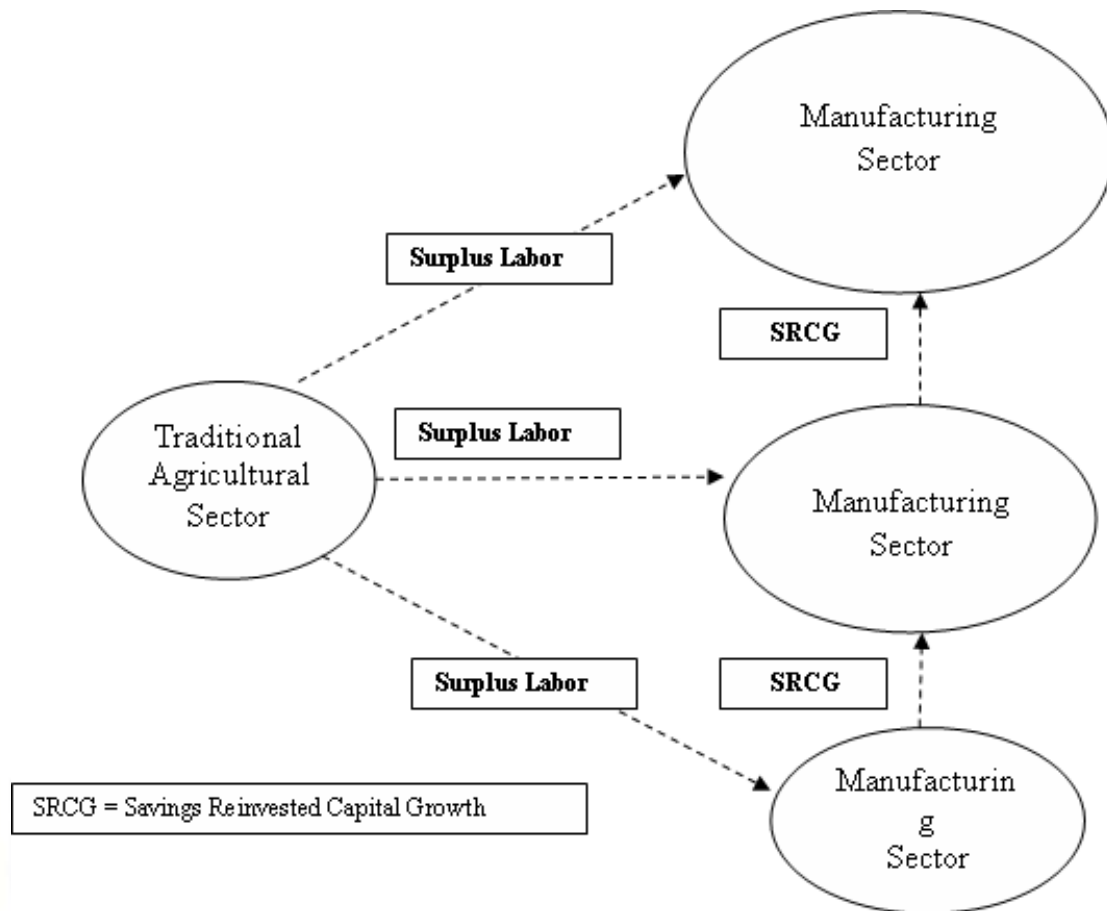 Manufacturing
Sector
Surplus Labor
SRCG
Traditional
Agricultural
Sector
Surplus Labor
Manufacturing
Sector
Surplus Labor
SRCG
Manufacturin
g
Sector
SRCG = Savings Reinvested Capital Growth